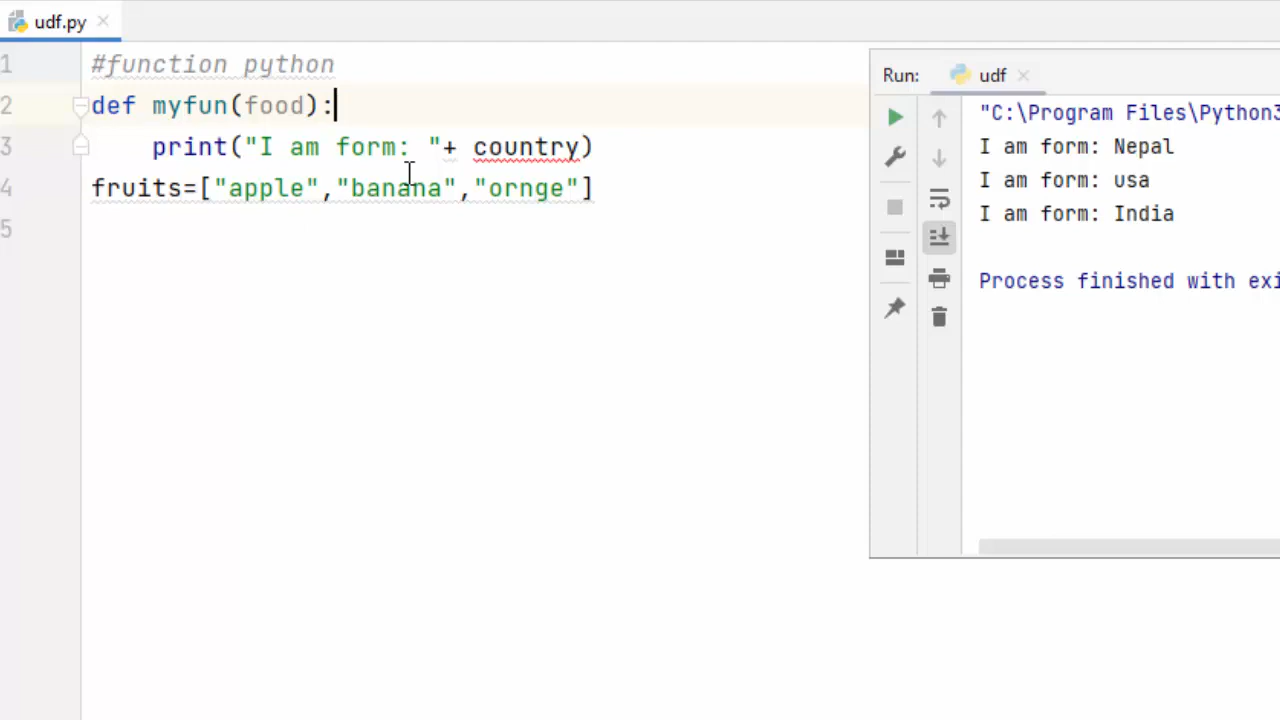 udf.py
1 #function python
2 def myfun(food):
3 print("I am form: "+ country)
4 fruits=["apple","banana","ornge"]
5
Run: udf
"C:\Program Files\Python3
I am form: Nepal
I am form: usa
I am form: India
Process finished with exi